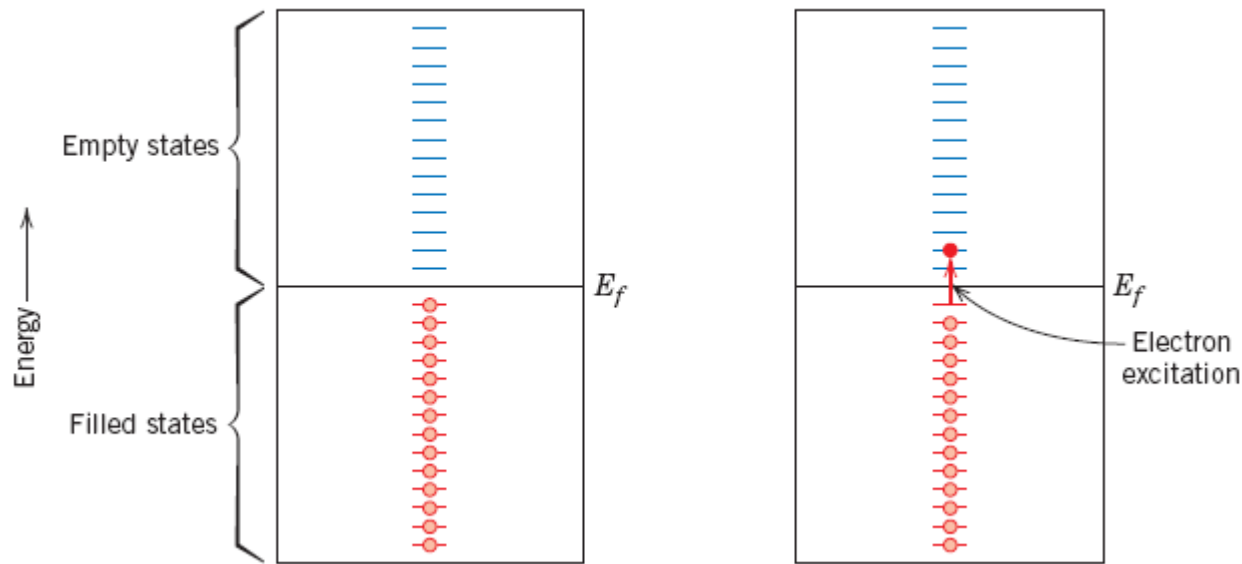 Empty states
Energy
Filled states
E_f
E_f
Electron
excitation